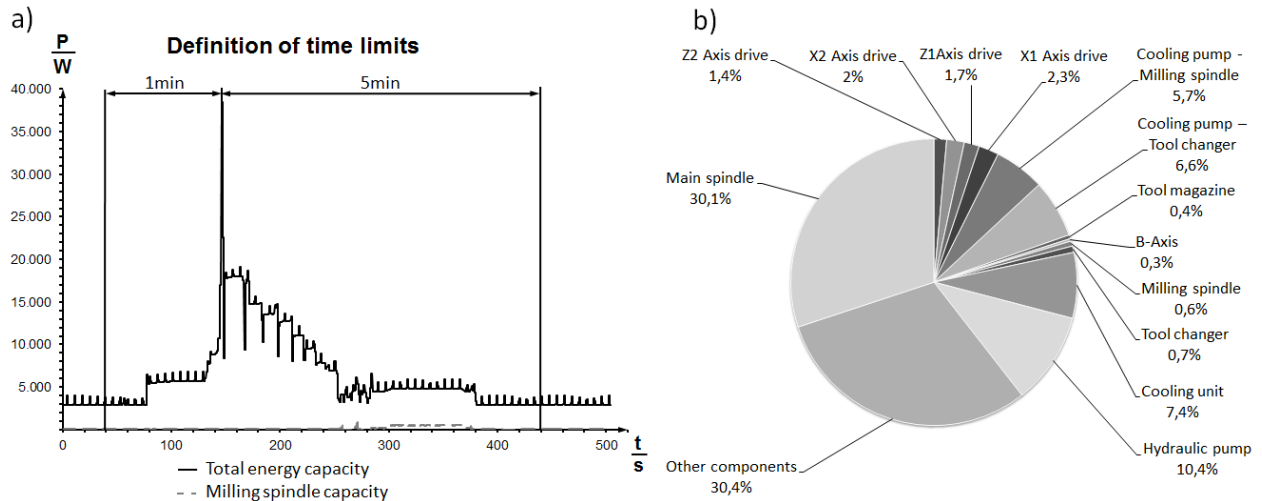 a)
Definition of time limits
P
W
1min
5min
40.000
35.000
30.000
25.000
20.000
15.000
10.000
5.000
0
100
200
300
400
500
t
s
Total energy capacity
Milling spindle capacity
b)
Z2 Axis drive
1,4%
X2 Axis drive
2%
Z1Axis drive
1,7%
X1 Axis drive
2,3%
Cooling pump -
Milling spindle
5,7%
Cooling pump –
Tool changer
6,6%
Tool magazine
0,4%
B-Axis
0,3%
Milling spindle
0,6%
Tool changer
0,7%
Cooling unit
7,4%
Hydraulic pump
10,4%
Other components
30,4%
Main spindle
30,1%